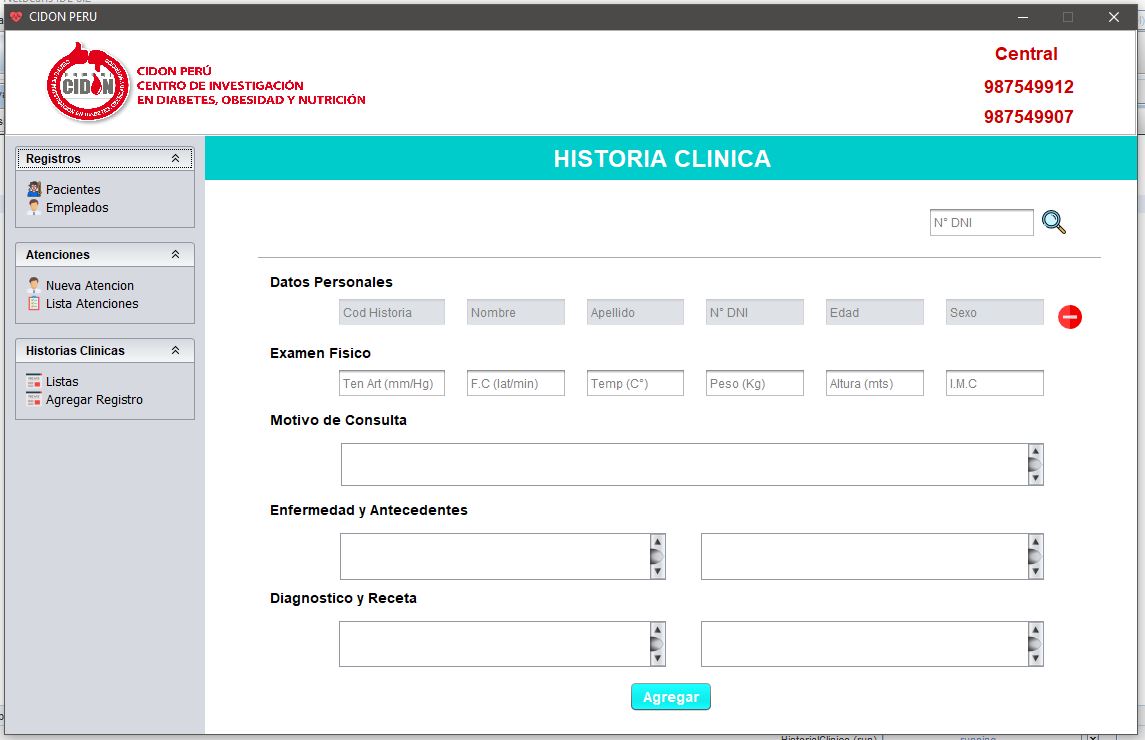 CIDON PERU
CIDON
CIDON PERÚ
CENTRO DE INVESTIGACIÓN
EN DIABETES, OBESIDAD Y NUTRICIÓN
Central
987549912
987549907
Registros
Pacientes
Empleados
Atenciones
Nueva Atencion
Lista Atenciones
Historias Clinicas
Listas
Agregar Registro
HISTORIA CLINICA
N° DNI
Datos Personales
Cod Historia Nombre Apellido N° DNI Edad Sexo
Examen Fisico
Ten Art (mm/Hg) F.C (lat/min) Temp (C°) Peso (Kg) Altura (mts) I.M.C
Motivo de Consulta
Enfermedad y Antecedentes
Diagnostico y Receta
Agregar